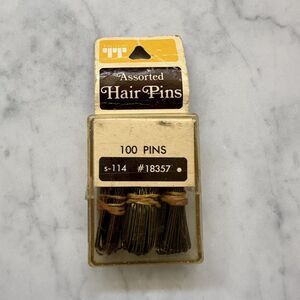 Assorted
Hair Pins
100 PINS
s-114 #18357